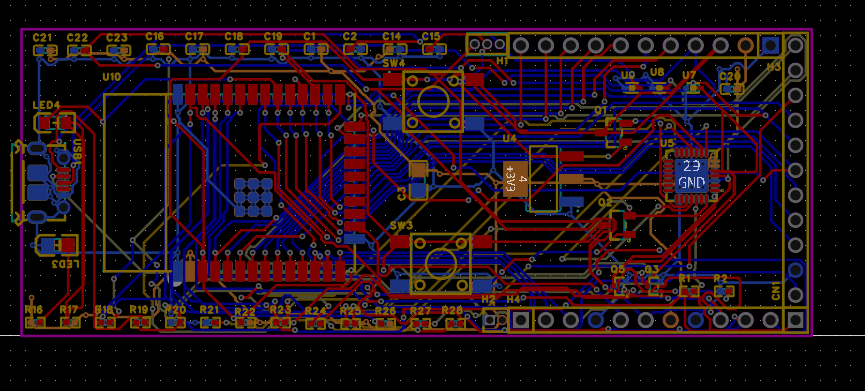 C21 C22 C23 C16 C17 C18 C19 C1 C2 C14 C15
H1
H3
SW4
U10
U9 U8 U7 C20
LED4
Q1
U4
U5
USB1
29
GND
4
+3V3
C3
Q2
SW3
LED3
Q5 Q3
R1 R2
CN1
H2 H4
R16 R17 R18 R19 R20 R21 R22 R23 R24 R25 R26 R27 R28